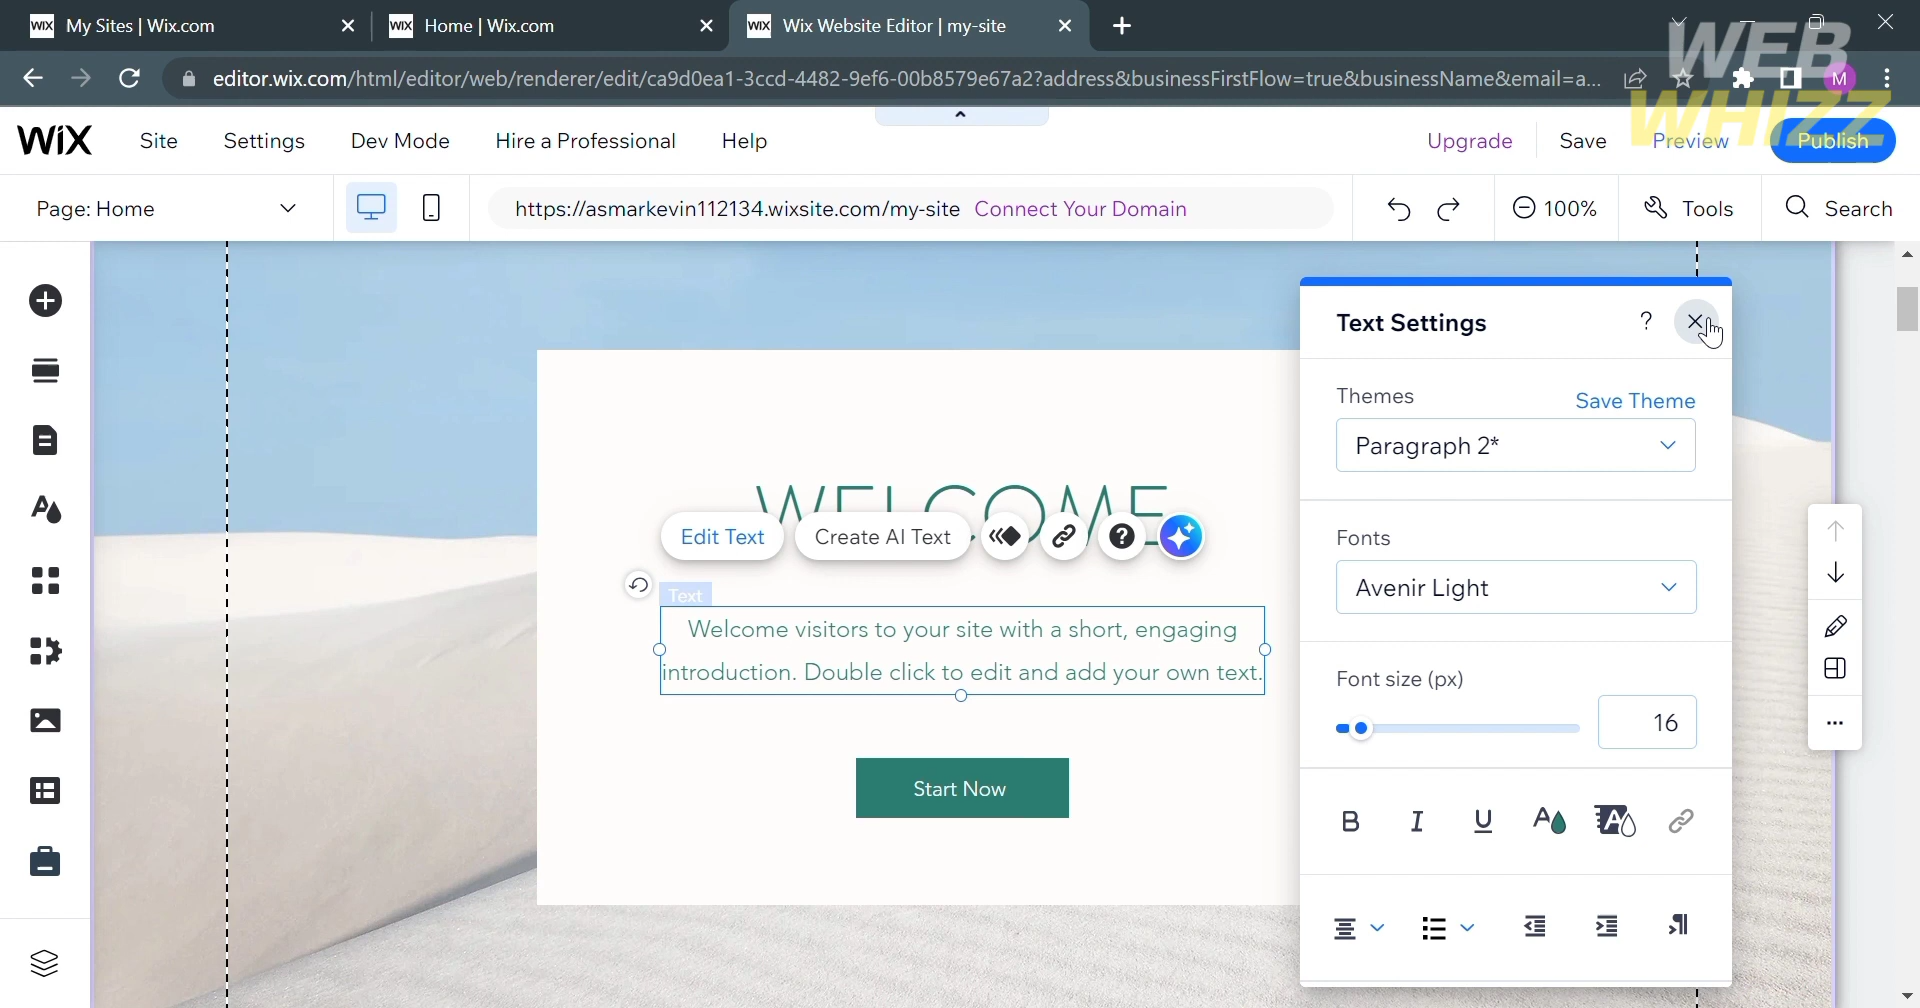 WIX My Sites | Wix.com
WIX Home | Wix.com
WIX Wix Website Editor | my-site
editor.wix.com/html/editor/web/renderer/edit/ca9d0ea1-3ccd-4482-9ef6-00b8579e67a2?address&businessFirstFlow=true&businessName&email=a...
M
WEB
WHIZZ
WiX
Site
Settings
Dev Mode
Hire a Professional
Help
Upgrade
Save
Preview
Publish
Page: Home
https://asmarkevin112134.wixsite.com/my-site Connect Your Domain
100%
Tools
Search
WELCOME
Edit Text
Create AI Text
?
Text
Welcome visitors to your site with a short, engaging
introduction. Double click to edit and add your own text.
Start Now
Text Settings
?
Themes
Save Theme
Paragraph 2*
Fonts
Avenir Light
Font size (px)
16
B I U A A